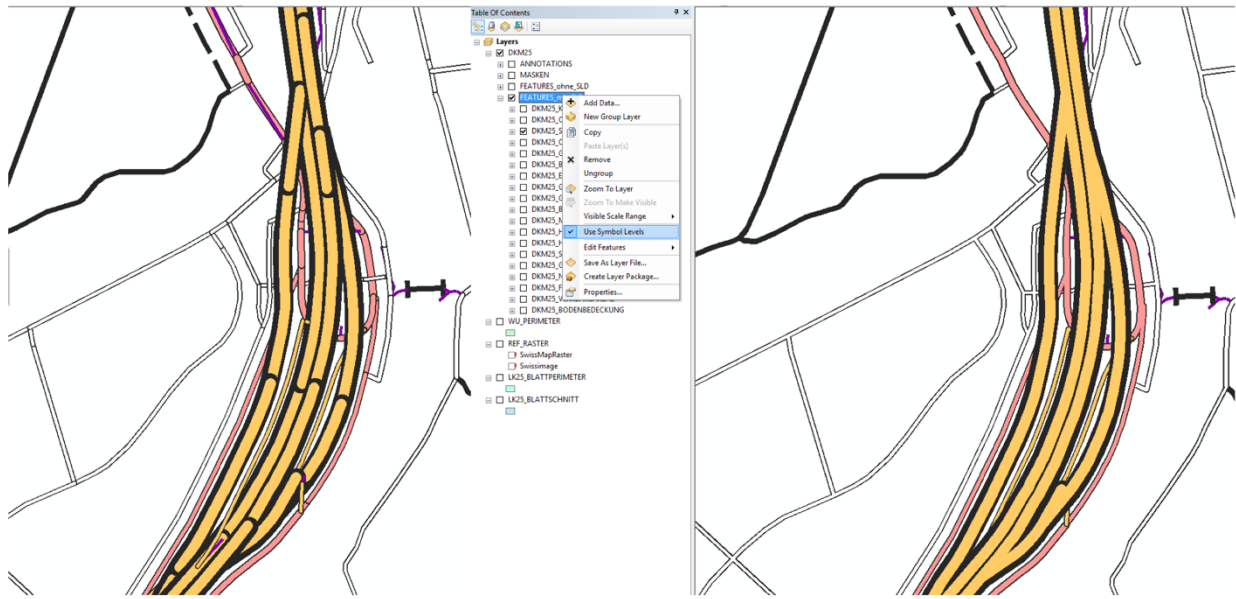 Table Of Contents
Layers
DKM25
ANNOTATIONS
MASKEN
FEATURES_ohne_SLD
Add Data...
New Group Layer
Copy
Paste Layer(s)
Remove
Ungroup
Zoom To Layer
Zoom To Make Visible
Visible Scale Range
Use Symbol Levels
Edit Features
Save As Layer File...
Create Layer Package...
Properties...
DKM25_BODENBEDECKUNG
WU_PERIMETER
REF_RASTER
SwissMapRaster
Swissimage
LK25_BLATTPERIMETER
LK25_BLATTSCHNITT